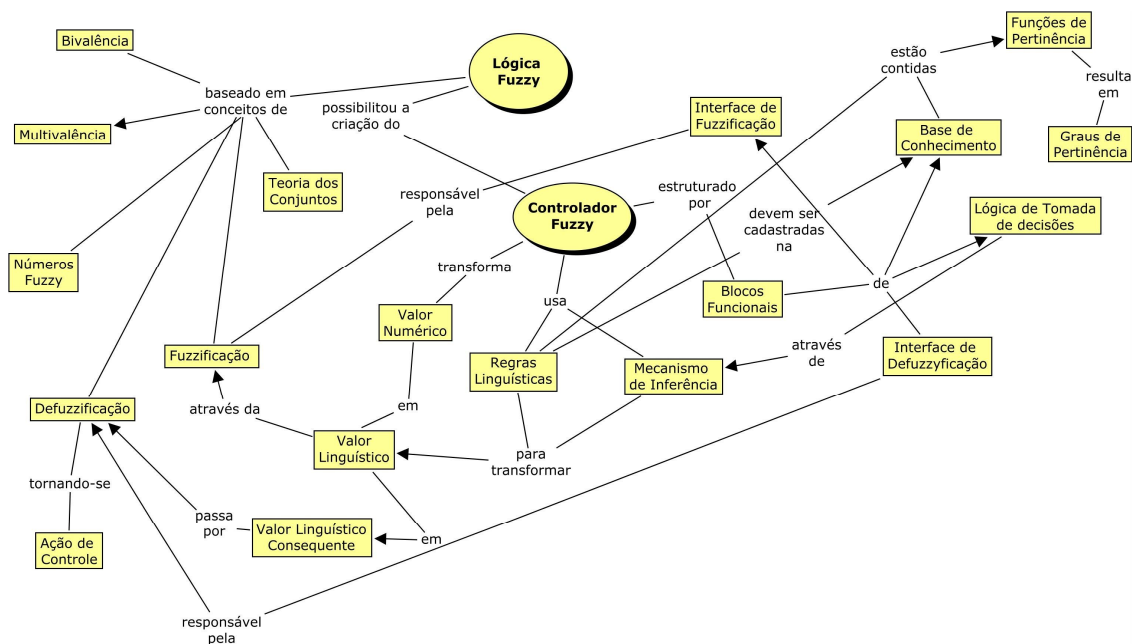 Bivalência
Lógica
Fuzzy
Funções de
Pertinência
estão
contidas
resulta
em
baseado em
conceitos de
possibilitou a
criação do
Interface de
Fuzzificação
Multivalência
Base de
Conhecimento
Graus de
Pertinência
Teoria dos
Conjuntos
responsável
pela
Controlador
Fuzzy
estruturado
por
devem ser
cadastradas
na
Lógica de Tomada
de decisões
Números
Fuzzy
transforma
Blocos
Funcionais
de
usa
Valor
Numérico
Fuzzificação
Regras
Linguísticas
Mecanismo
de Inferência
através
de
Interface de
Defuzzyficação
Defuzzificação
através da
em
Valor
Linguístico
para
transformar
tornando-se
passa
por
Ação de
Controle
Valor Linguístico
Consequente
em
responsável
pela